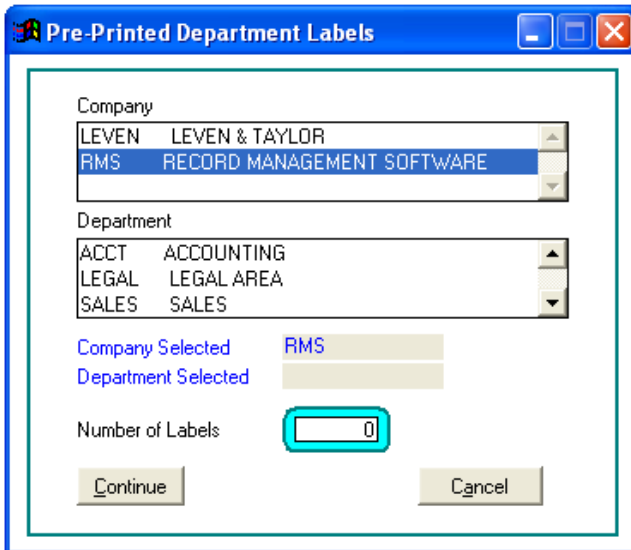 Pre-Printed Department Labels
Company
LEVEN LEVEN & TAYLOR
RMS RECORD MANAGEMENT SOFTWARE
Department
ACCT ACCOUNTING
LEGAL LEGAL AREA
SALES SALES
Company Selected RMS
Department Selected
Number of Labels 0
Continue Cancel